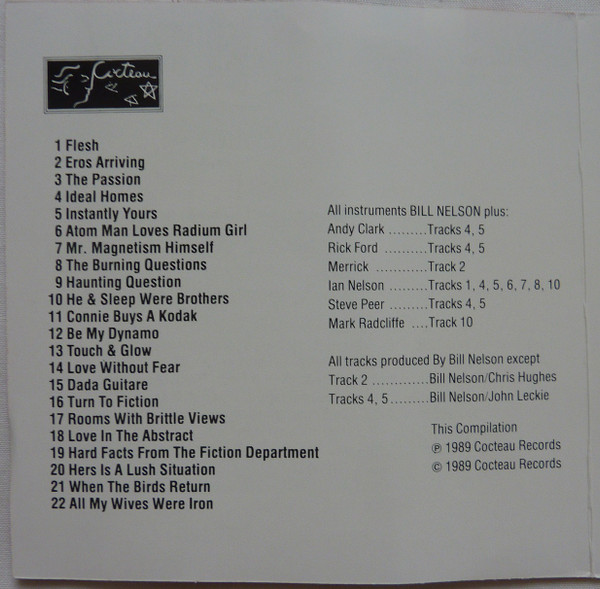 Cocteau
1 Flesh
2 Eros Arriving
3 The Passion
4 Ideal Homes
5 Instantly Yours
6 Atom Man Loves Radium Girl
7 Mr. Magnetism Himself
8 The Burning Questions
9 Haunting Question
10 He & Sleep Were Brothers
11 Connie Buys A Kodak
12 Be My Dynamo
13 Touch & Glow
14 Love Without Fear
15 Dada Guitare
16 Turn To Fiction
17 Rooms With Brittle Views
18 Love In The Abstract
19 Hard Facts From The Fiction Department
20 Hers Is A Lush Situation
21 When The Birds Return
22 All My Wives Were Iron
All instruments BILL NELSON plus:
Andy Clark .........Tracks 4, 5
Rick Ford ..........Tracks 4, 5
Merrick ............Track 2
Ian Nelson .........Tracks 1, 4, 5, 6, 7, 8, 10
Steve Peer .........Tracks 4, 5
Mark Radcliffe ....Track 10
All tracks produced By Bill Nelson except
Track 2 ............Bill Nelson/Chris Hughes
Tracks 4, 5.........Bill Nelson/John Leckie
This Compilation
℗ 1989 Cocteau Records
© 1989 Cocteau Records